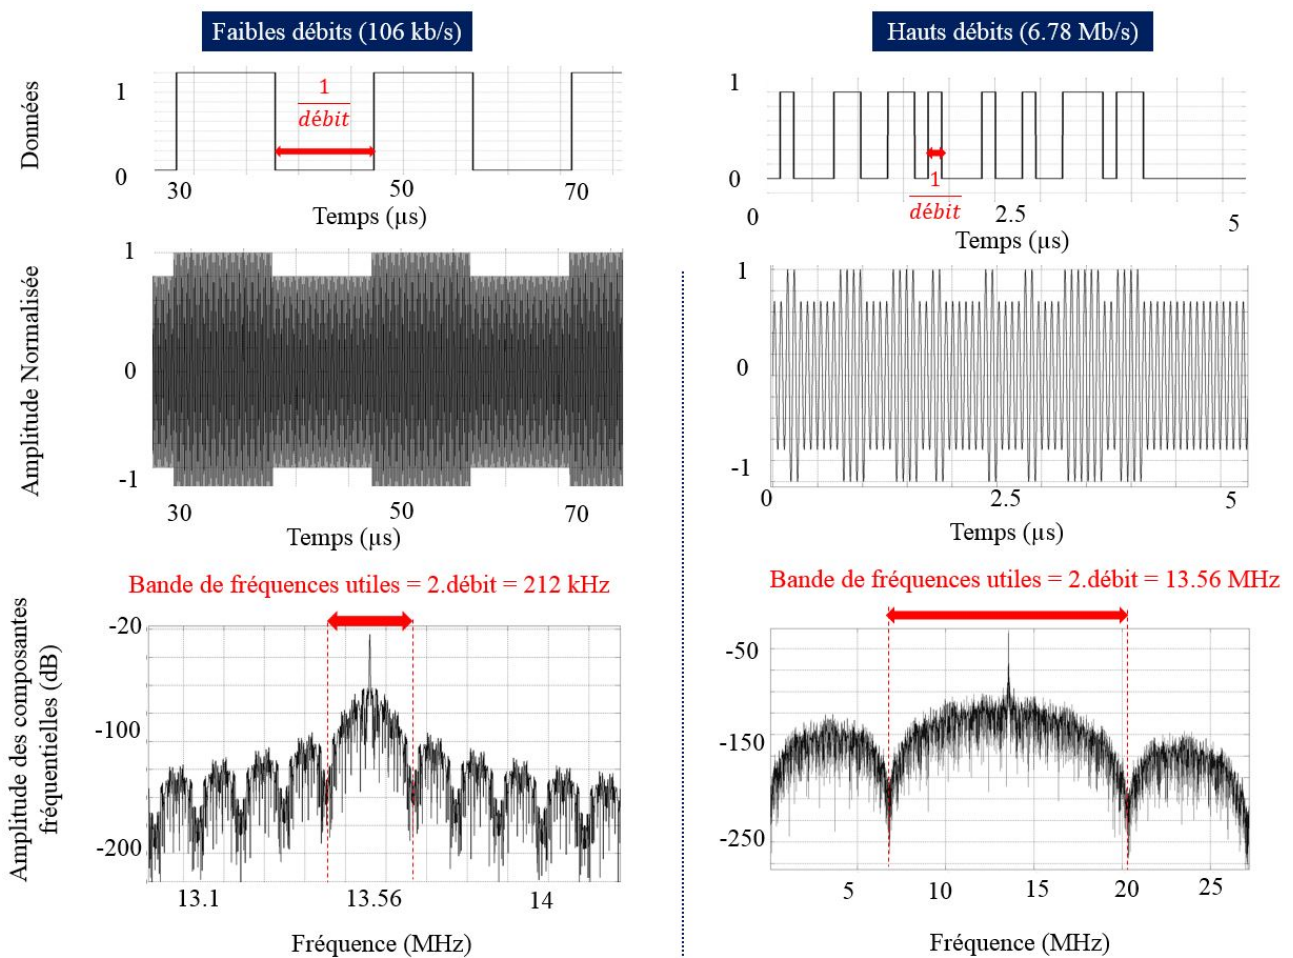 Faibles débits (106 kb/s)
Données
1
0
1
débit
30
50
70
Temps (µs)
Amplitude Normalisée
1
0
-1
30
50
70
Temps (µs)
Bande de fréquences utiles = 2.débit = 212 kHz
Amplitude des composantes
fréquentielles (dB)
-20
-100
-200
13.1
13.56
14
Fréquence (MHz)
Hauts débits (6.78 Mb/s)
1
0
1
débit
0
2.5
5
Temps (µs)
1
0
-1
0
2.5
5
Temps (µs)
Bande de fréquences utiles = 2.débit = 13.56 MHz
-50
-150
-250
5
10
15
20
25
Fréquence (MHz)